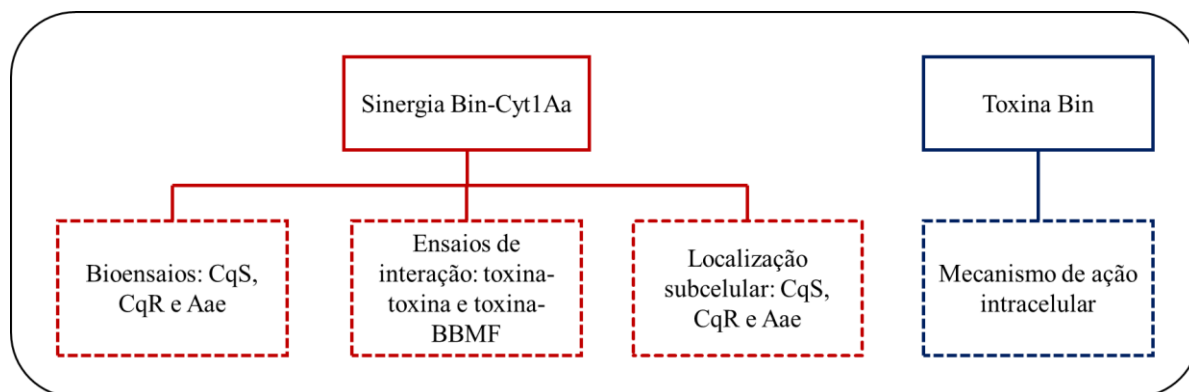 Sinergia Bin-Cyt1Aa
Toxina Bin
Bioensaios: CqS,
CqR e Aae
Ensaios de
interação: toxina-
toxina e toxina-
BBMF
Localização
subcelular: CqS,
CqR e Aae
Mecanismo de ação
intracelular